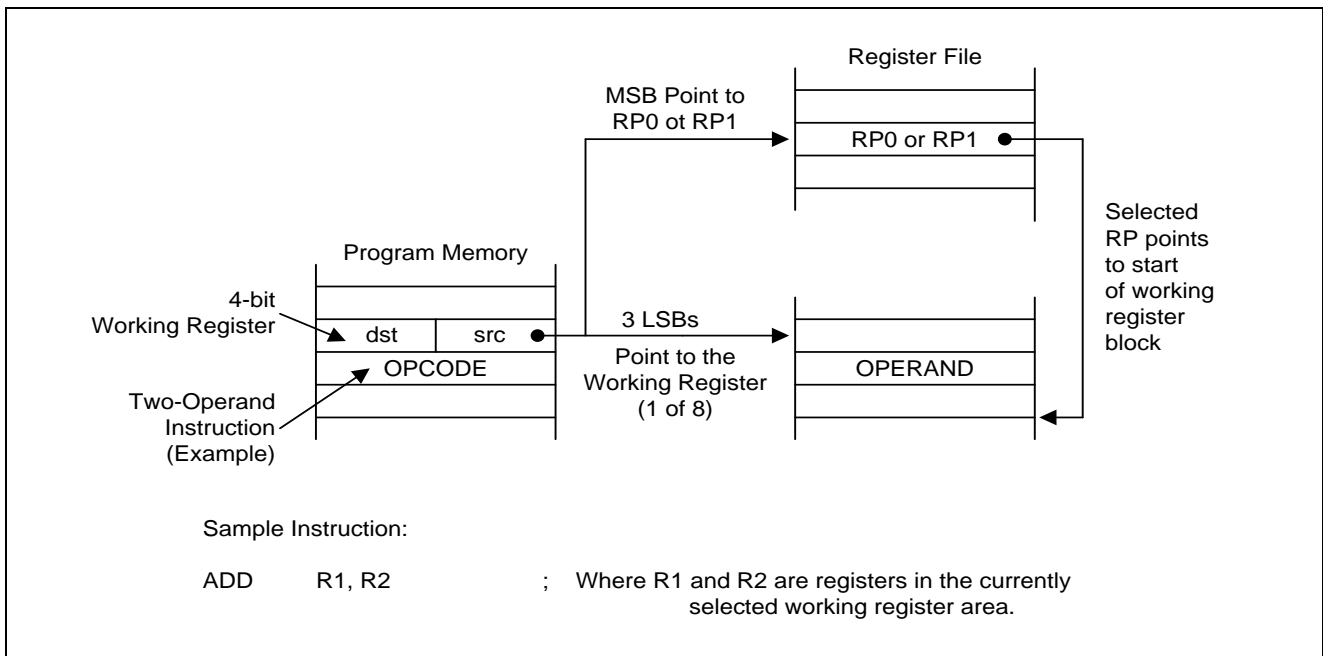 Register File
MSB Point to
RP0 ot RP1
RP0 or RP1
Selected
RP points
to start
of working
register
block
Program Memory
4-bit
Working Register
dst src
3 LSBs
Point to the
Working Register
(1 of 8)
OPCODE
OPERAND
Two-Operand
Instruction
(Example)
Sample Instruction:
ADD R1, R2 ; Where R1 and R2 are registers in the currently
selected working register area.